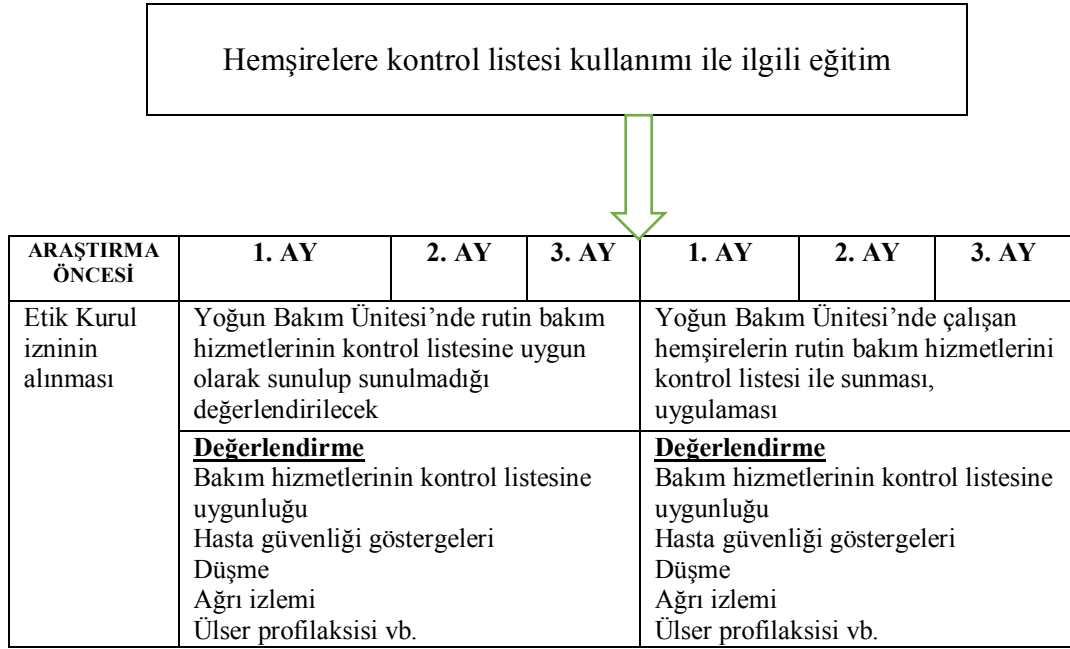 Hemşirelere kontrol listesi kullanımı ile ilgili eğitim
ARAŞTIRMA
ÖNCESİ
1. AY
2. AY
3. AY
1. AY
2. AY
3. AY
Etik Kurul
izninin
alınması
Yoğun Bakım Ünitesi’nde rutin bakım
hizmetlerinin kontrol listesine uygun
olarak sunulup sunulmadığı
değerlendirilecek
Yoğun Bakım Ünitesi’nde çalışan
hemşirelerin rutin bakım hizmetlerini
kontrol listesi ile sunması,
uygulaması
Değerlendirme
Bakım hizmetlerinin kontrol listesine
uygunluğu
Hasta güvenliği göstergeleri
Düşme
Ağrı izlemi
Ülser profilaksisi vb.
Değerlendirme
Bakım hizmetlerinin kontrol listesine
uygunluğu
Hasta güvenliği göstergeleri
Düşme
Ağrı izlemi
Ülser profilaksisi vb.